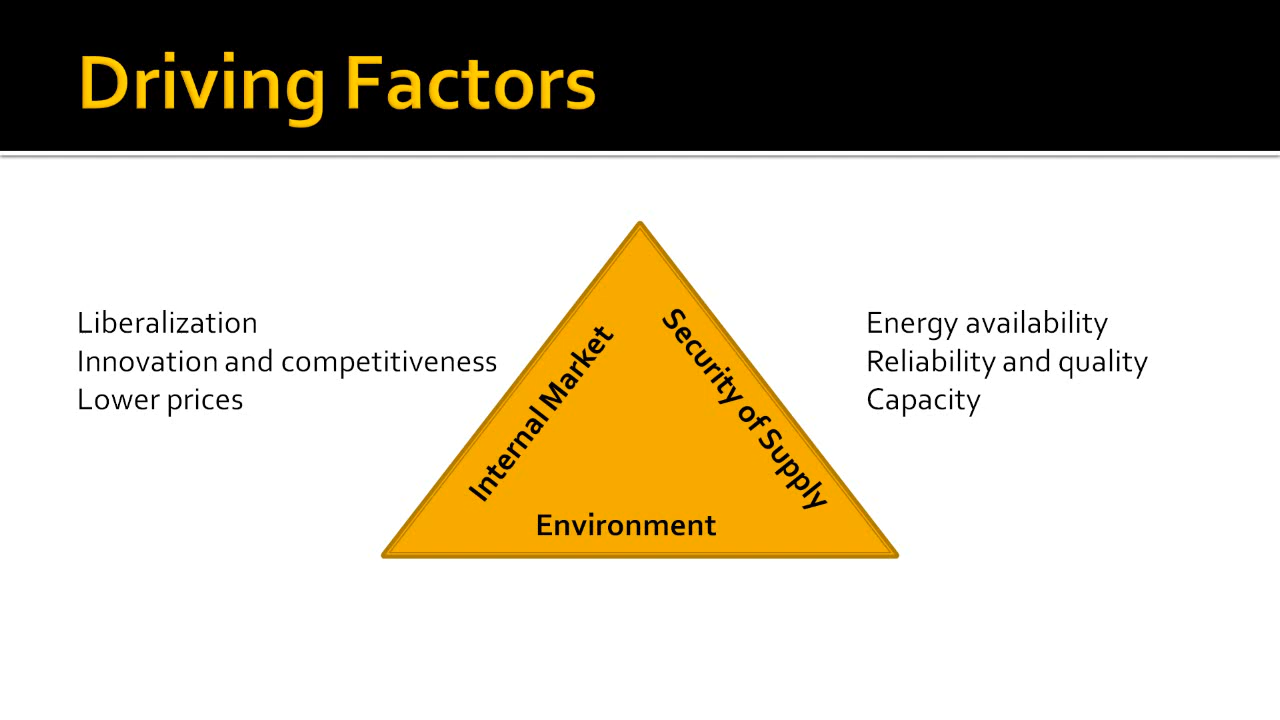 Driving Factors
Liberalization
Innovation and competitiveness
Lower prices
Internal Market
Security of Supply
Environment
Energy availability
Reliability and quality
Capacity